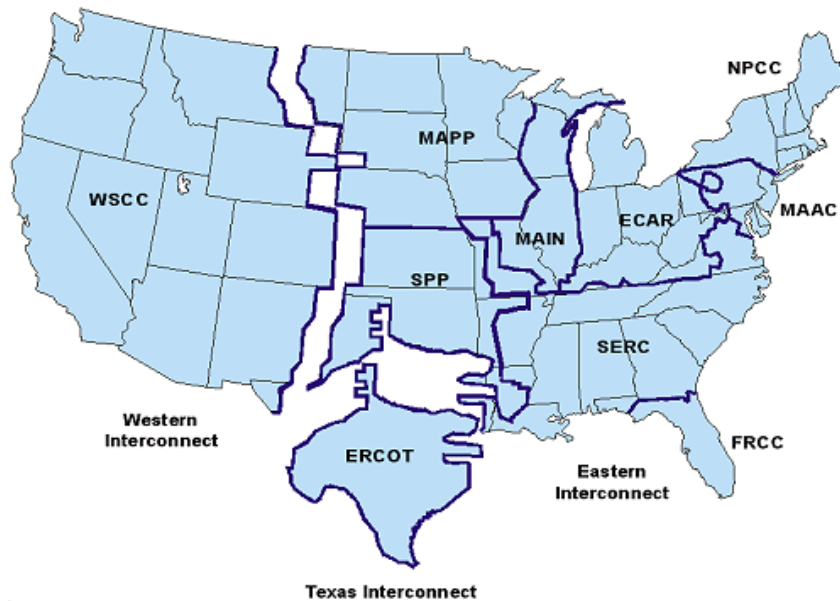 NPCC
MAPP
WSCC
MAAC
ECAR
MAIN
SPP
SERC
Western
Interconnect
ERCOT
FRCC
Eastern
Interconnect
Texas Interconnect